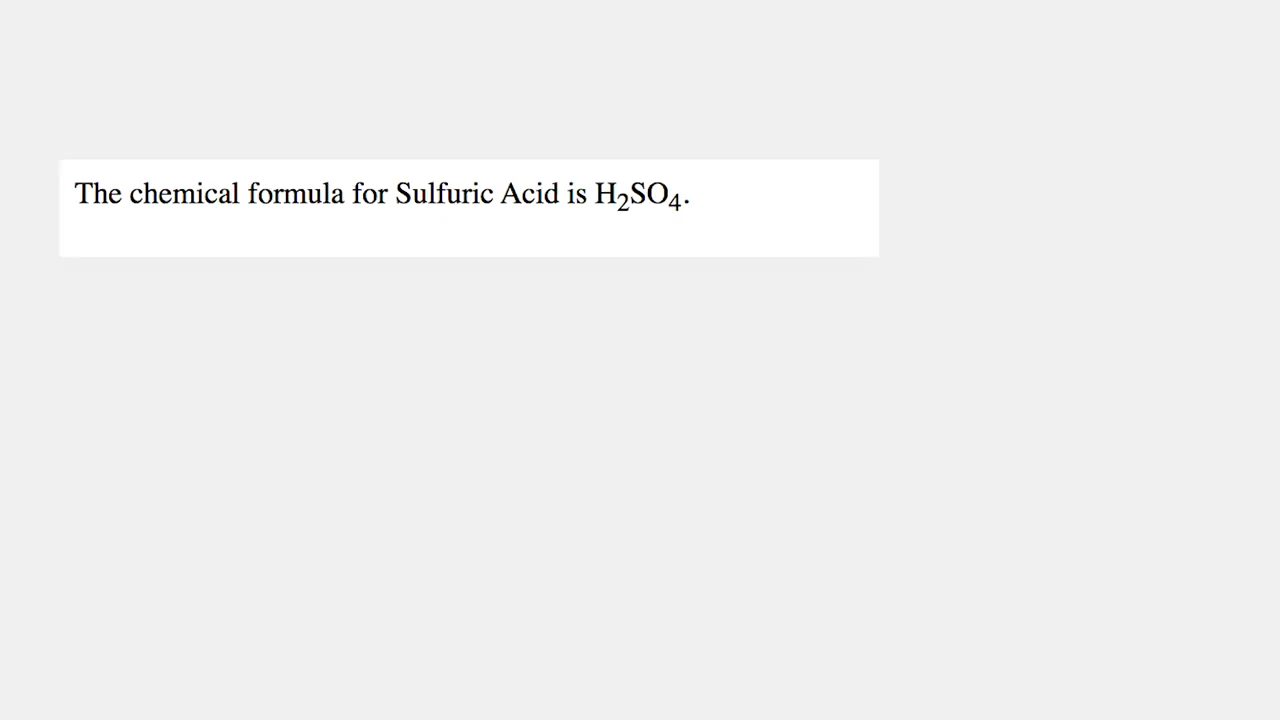 The chemical formula for Sulfuric Acid is H₂SO₄.